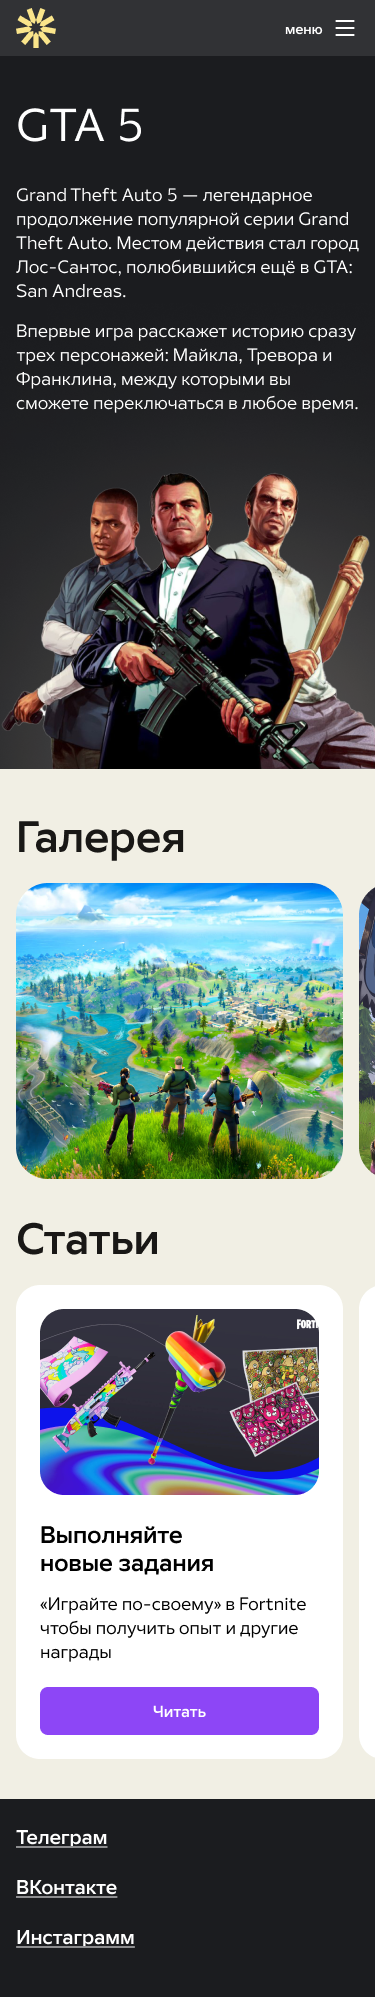 меню
GTA 5
Grand Theft Auto 5 — легендарное
продолжение популярной серии Grand
Theft Auto. Местом действия стал город
Лос-Сантос, полюбившийся ещё в GTA:
San Andreas.
Впервые игра расскажет историю сразу
трех персонажей: Майкла, Тревора и
Франклина, между которыми вы
сможете переключаться в любое время.
Галерея
Статьи
Выполняйте
новые задания
«Играйте по-своему» в Fortnite
чтобы получить опыт и другие
награды
Читать
Телеграм
ВКонтакте
Инстаграмм